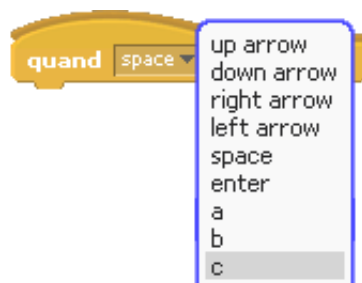 quand space
up arrow
down arrow
right arrow
left arrow
space
enter
a
b
c